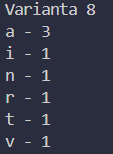 Varianta 8
a - 3
i - 1
n - 1
r - 1
t - 1
v - 1